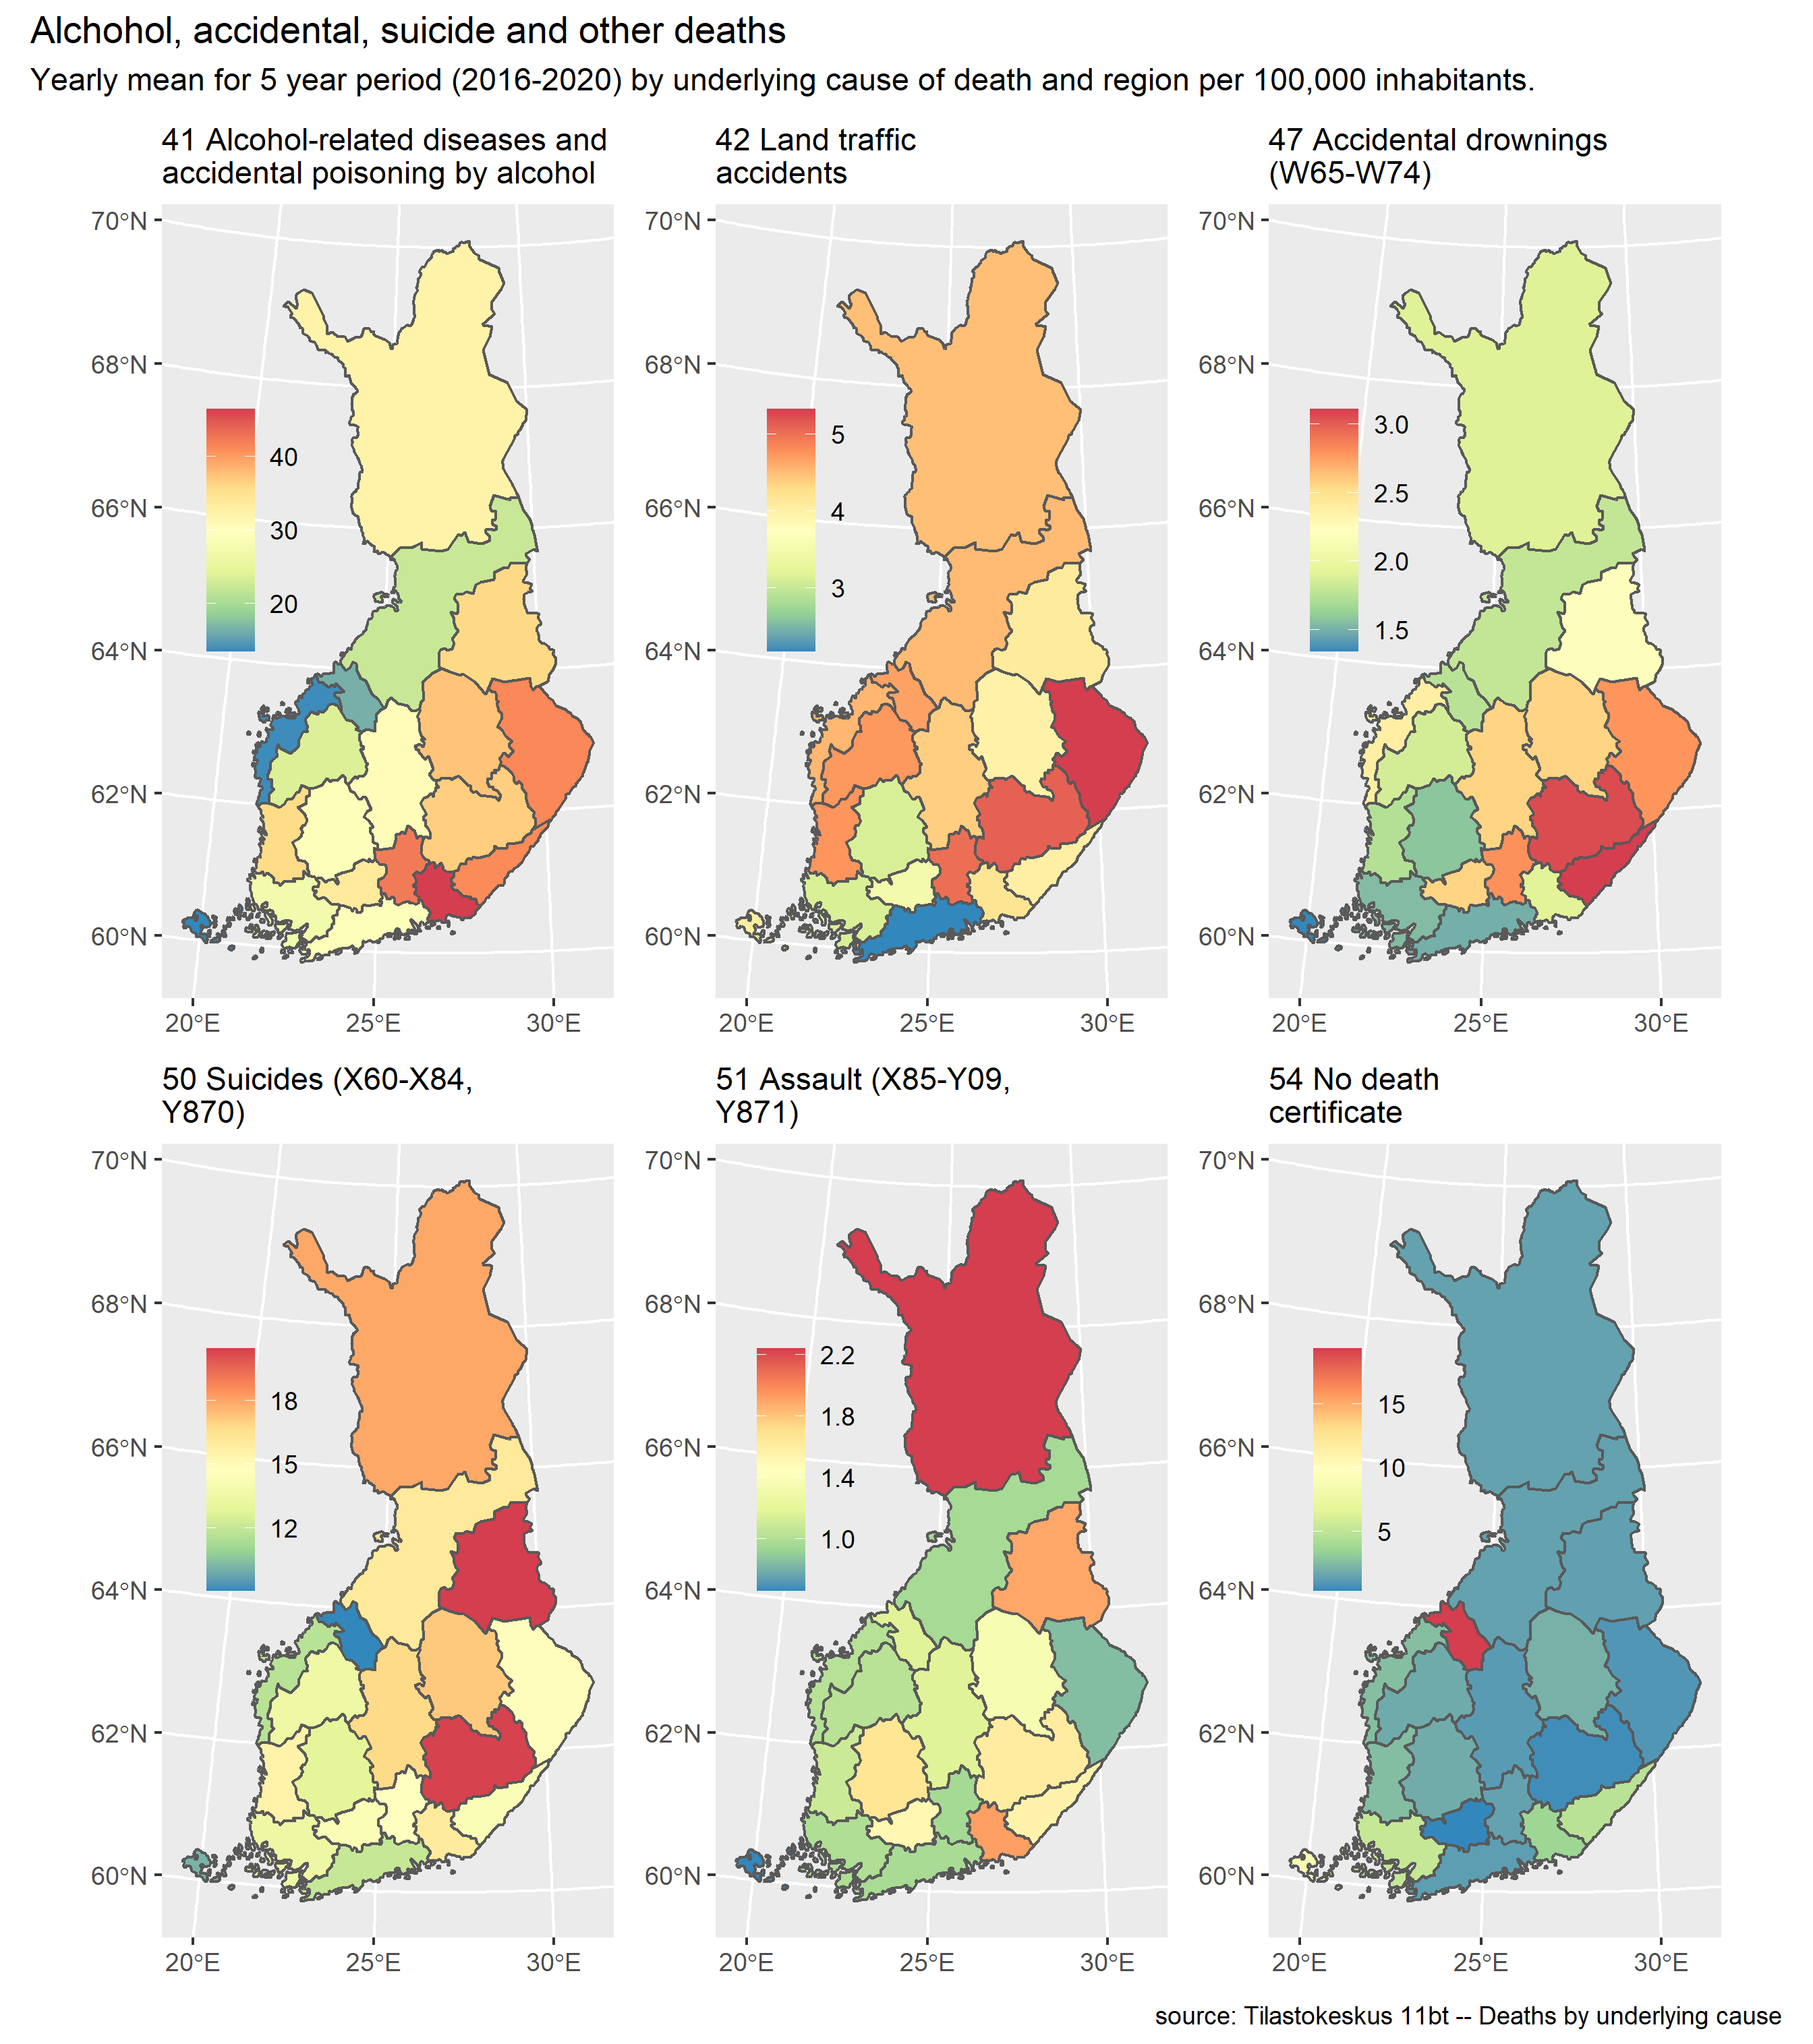 Alchohol, accidental, suicide and other deaths
Yearly mean for 5 year period (2016-2020) by underlying cause of death and region per 100,000 inhabitants.
41 Alcohol-related diseases and
accidental poisoning by alcohol
70°N
68°N
66°N
64°N
62°N
60°N
40
30
20
20°E
25°E
30°E
42 Land traffic
accidents
70°N
68°N
66°N
64°N
62°N
60°N
5
4
3
20°E
25°E
30°E
47 Accidental drownings
(W65-W74)
70°N
68°N
66°N
64°N
62°N
60°N
3.0
2.5
2.0
1.5
20°E
25°E
30°E
50 Suicides (X60-X84,
Y870)
70°N
68°N
66°N
64°N
62°N
60°N
18
15
12
20°E
25°E
30°E
51 Assault (X85-Y09,
Y871)
70°N
68°N
66°N
64°N
62°N
60°N
2.2
1.8
1.4
1.0
20°E
25°E
30°E
54 No death
certificate
70°N
68°N
66°N
64°N
62°N
60°N
15
10
5
20°E
25°E
30°E
source: Tilastokeskus 11bt -- Deaths by underlying cause